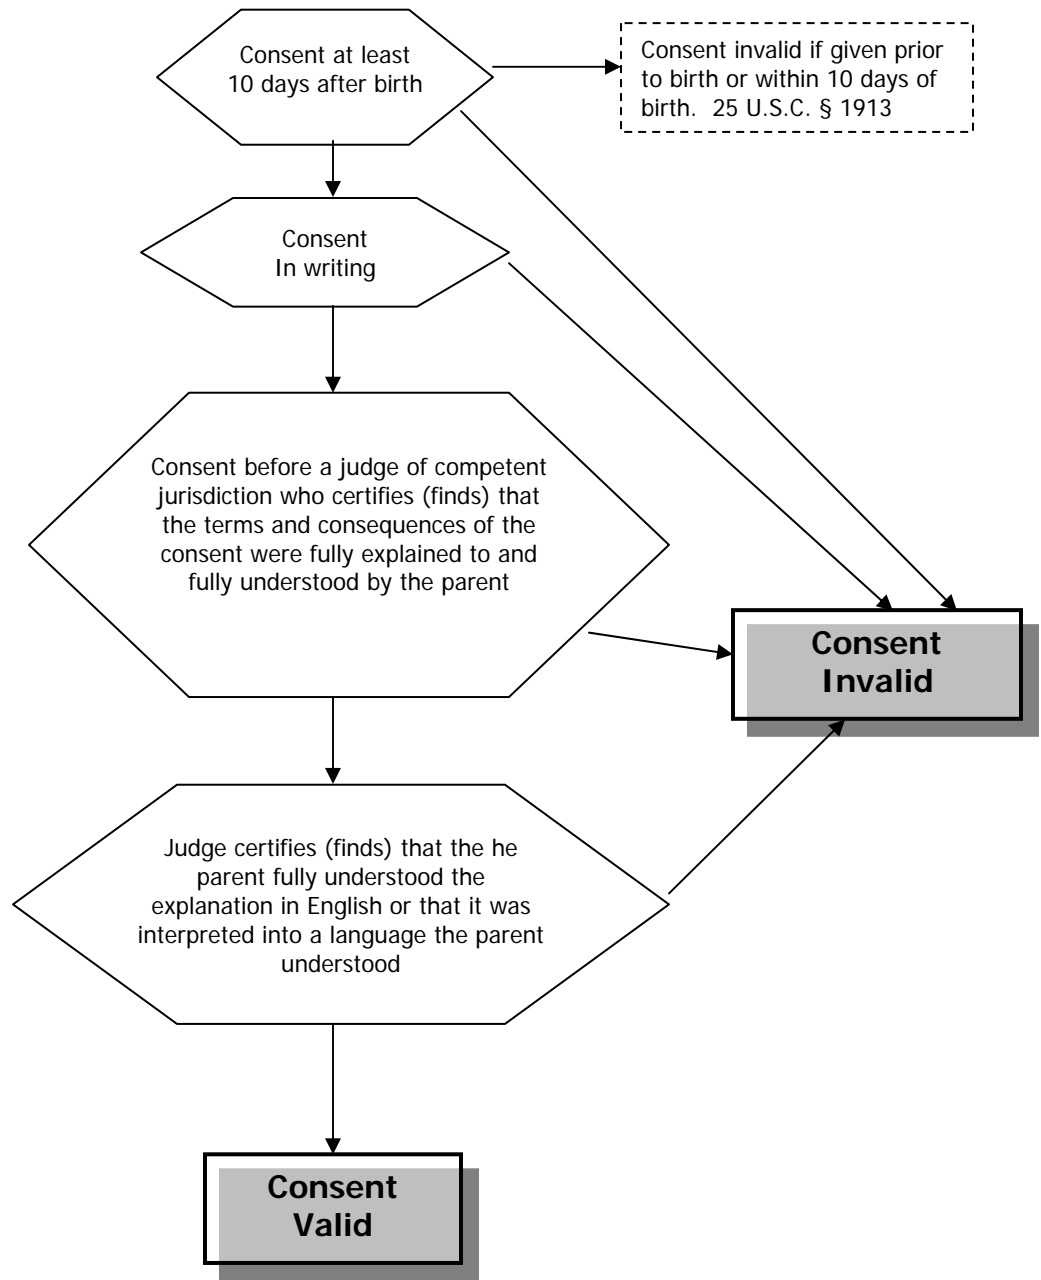 Consent at least
10 days after birth
Consent invalid if given prior
to birth or within 10 days of
birth.  25 U.S.C. § 1913
Consent
In writing
Consent before a judge of competent
jurisdiction who certifies (finds) that
the terms and consequences of the
consent were fully explained to and
fully understood by the parent
Consent
Invalid
Judge certifies (finds) that the he
parent fully understood the
explanation in English or that it was
interpreted into a language the parent
understood
Consent
Valid